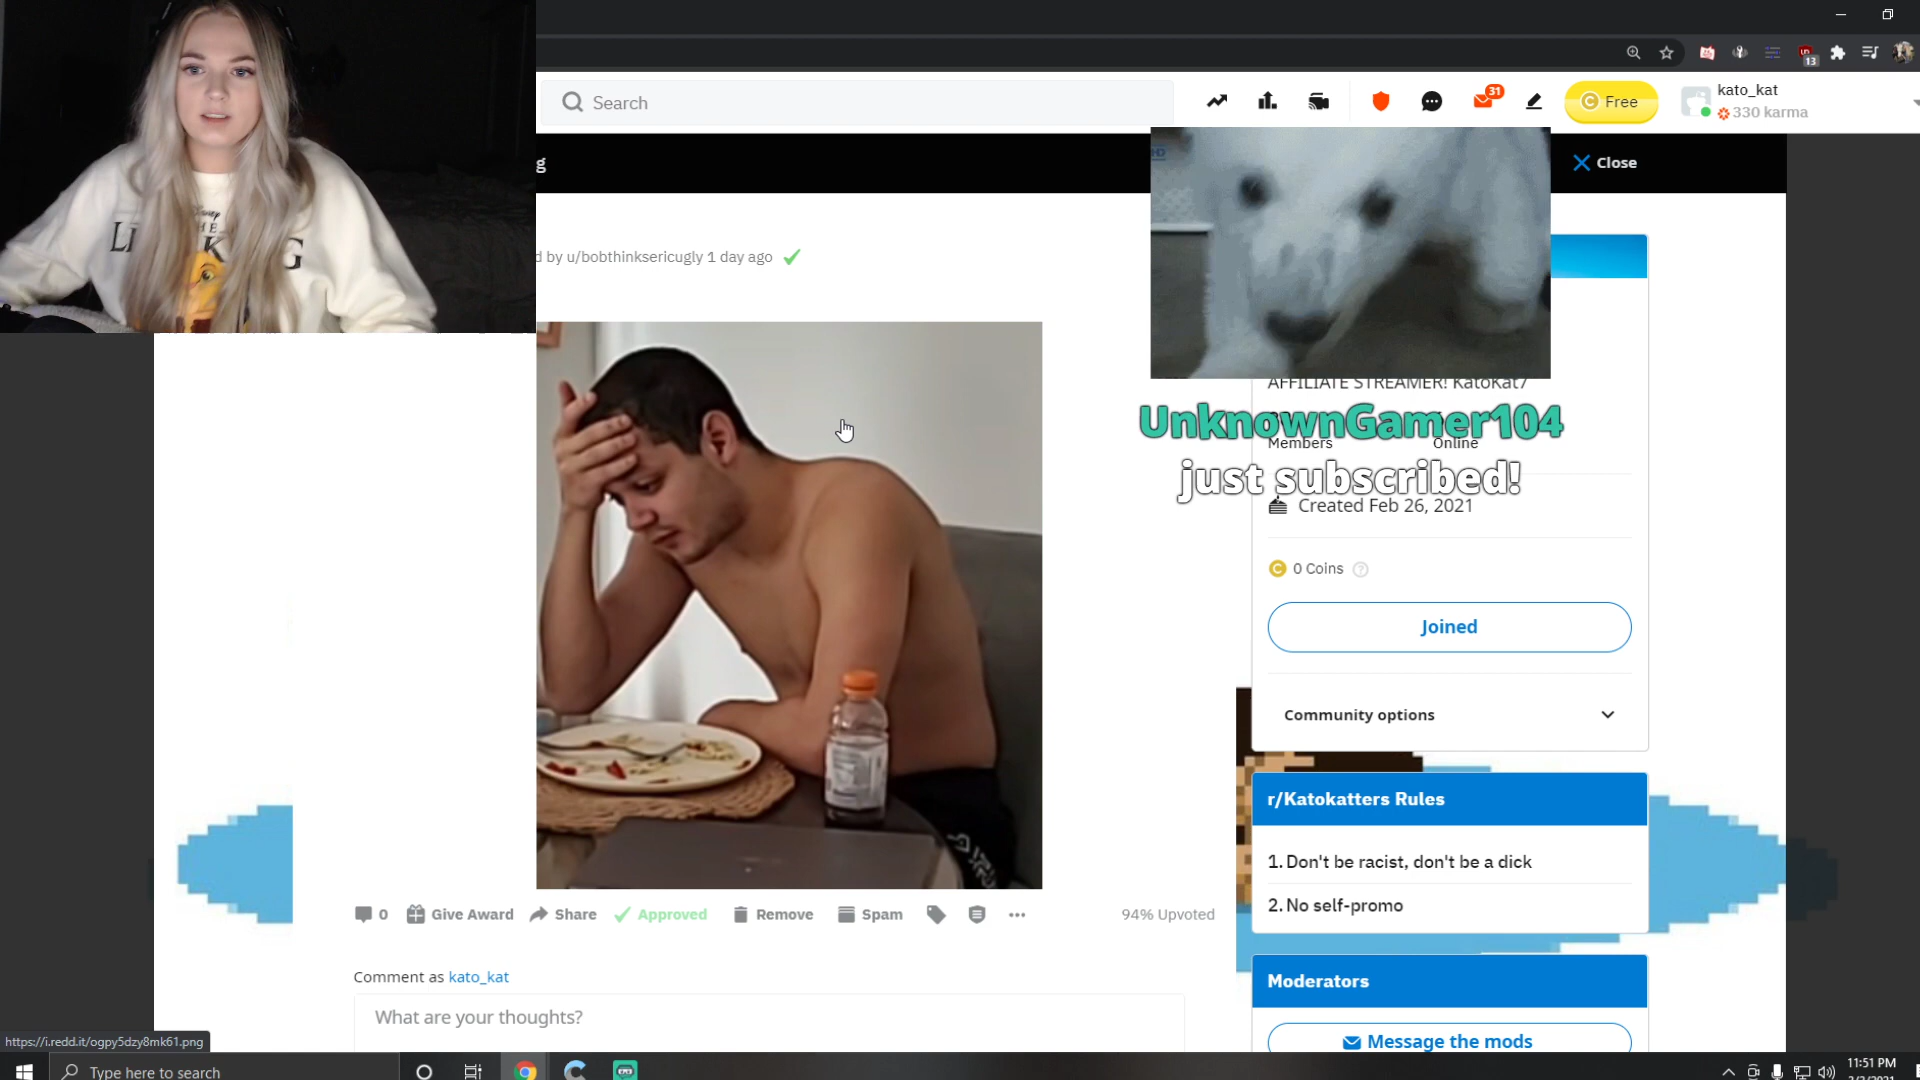 Search
13
31
Free
kato_kat
330 karma
g
Close
d by u/bobthinksericugly 1 day ago
AFFILIATE STREAMER! KatoKat7
UnknownGamer104
Members
Online
just subscribed!
Created Feb 26, 2021
0 Coins
Joined
Community options
r/Katokatters Rules
1. Don't be racist, don't be a dick
2. No self-promo
0
Give Award
Share
Approved
Remove
Spam
94% Upvoted
Comment as kato_kat
What are your thoughts?
Moderators
Message the mods
https://i.redd.it/ogpy5dzy8mk61.png
Type here to search
11:51 PM